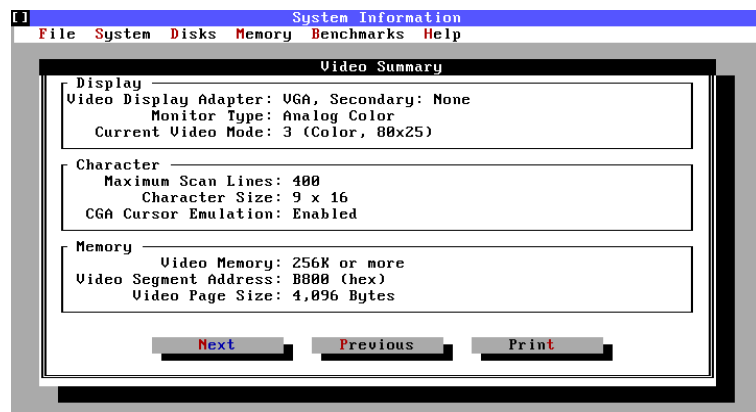 System Information
File System Disks Memory Benchmarks Help
Video Summary
Display
Video Display Adapter: VGA, Secondary: None
Monitor Type: Analog Color
Current Video Mode: 3 (Color, 80x25)
Character
Maximum Scan Lines: 400
Character Size: 9 x 16
CGA Cursor Emulation: Enabled
Memory
Video Memory: 256K or more
Video Segment Address: B800 (hex)
Video Page Size: 4,096 Bytes
Next Previous Print